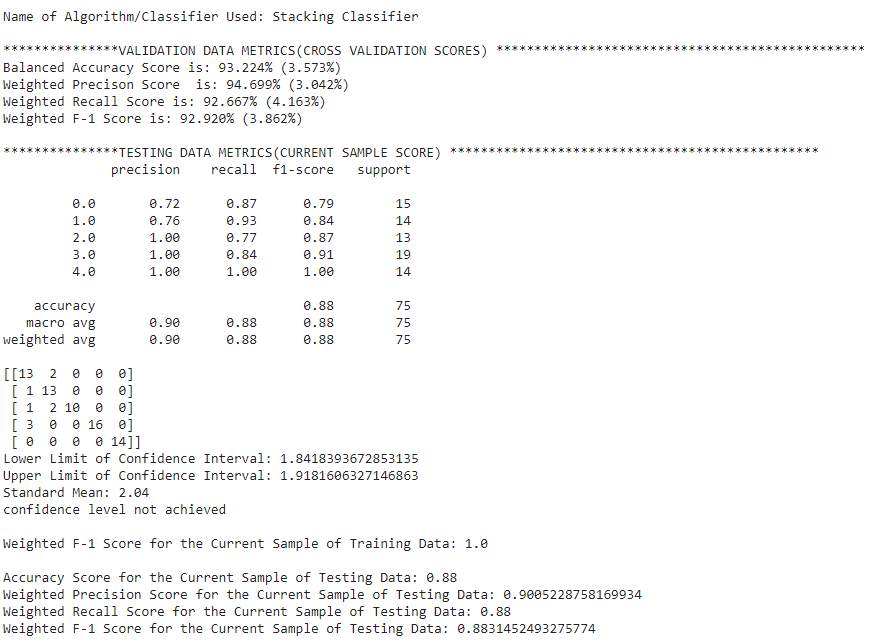 Name of Algorithm/Classifier Used: Stacking Classifier
***************VALIDATION DATA METRICS(CROSS VALIDATION SCORES) ************************************************
Balanced Accuracy Score is: 93.224% (3.573%)
Weighted Precison Score  is: 94.699% (3.042%)
Weighted Recall Score is: 92.667% (4.163%)
Weighted F-1 Score is: 92.920% (3.862%)
***************TESTING DATA METRICS(CURRENT SAMPLE SCORE) ************************************************
              precision    recall  f1-score   support
         0.0       0.72      0.87      0.79        15
         1.0       0.76      0.93      0.84        14
         2.0       1.00      0.77      0.87        13
         3.0       1.00      0.84      0.91        19
         4.0       1.00      1.00      1.00        14
    accuracy                           0.88        75
   macro avg       0.90      0.88      0.88        75
weighted avg       0.90      0.88      0.88        75
[[13  2  0  0  0]
 [ 1 13  0  0  0]
 [ 1  2 10  0  0]
 [ 3  0  0 16  0]
 [ 0  0  0  0 14]]
Lower Limit of Confidence Interval: 1.8418393672853135
Upper Limit of Confidence Interval: 1.9181606327146863
Standard Mean: 2.04
confidence level not achieved
Weighted F-1 Score for the Current Sample of Training Data: 1.0
Accuracy Score for the Current Sample of Testing Data: 0.88
Weighted Precision Score for the Current Sample of Testing Data: 0.9005228758169934
Weighted Recall Score for the Current Sample of Testing Data: 0.88
Weighted F-1 Score for the Current Sample of Testing Data: 0.8831452493275774